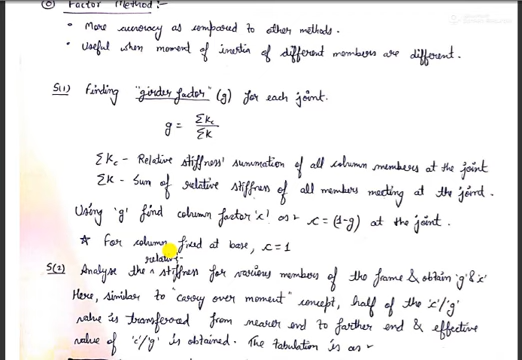 (c) Factor Method:-
• More accuracy as compared to other methods.
• Useful when moment of inertia of different members are different.
S(1) Finding "girder factor" (g) for each joint.
g = ΣKc / ΣK
ΣKc - Relative stiffness' summation of all column members at the joint
ΣK - Sum of relative stiffness of all members meeting at the joint.
Using 'g' find column factor 'c' as c = (1-g) at the joint.
* For column fixed at base, c = 1
S(2) Analyse the ^relative stiffness for various members of the frame & obtain 'g' & 'c'
Here, similar to "carry over moment" concept, half of the 'c'/'g'
value is transferred from nearer end to farther end & effective
value of 'c'/'g' is obtained. The tabulation is as